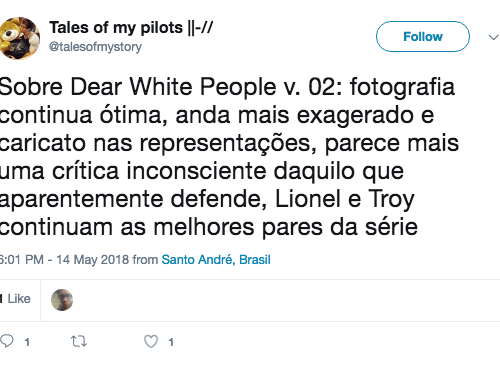 Tales of my pilots ||-//
@talesofmystory
Follow
Sobre Dear White People v. 02: fotografia
continua ótima, anda mais exagerado e
caricato nas representações, parece mais
uma crítica inconsciente daquilo que
aparentemente defende, Lionel e Troy
continuam as melhores pares da série
6:01 PM - 14 May 2018 from Santo André, Brasil
1 Like
1 1